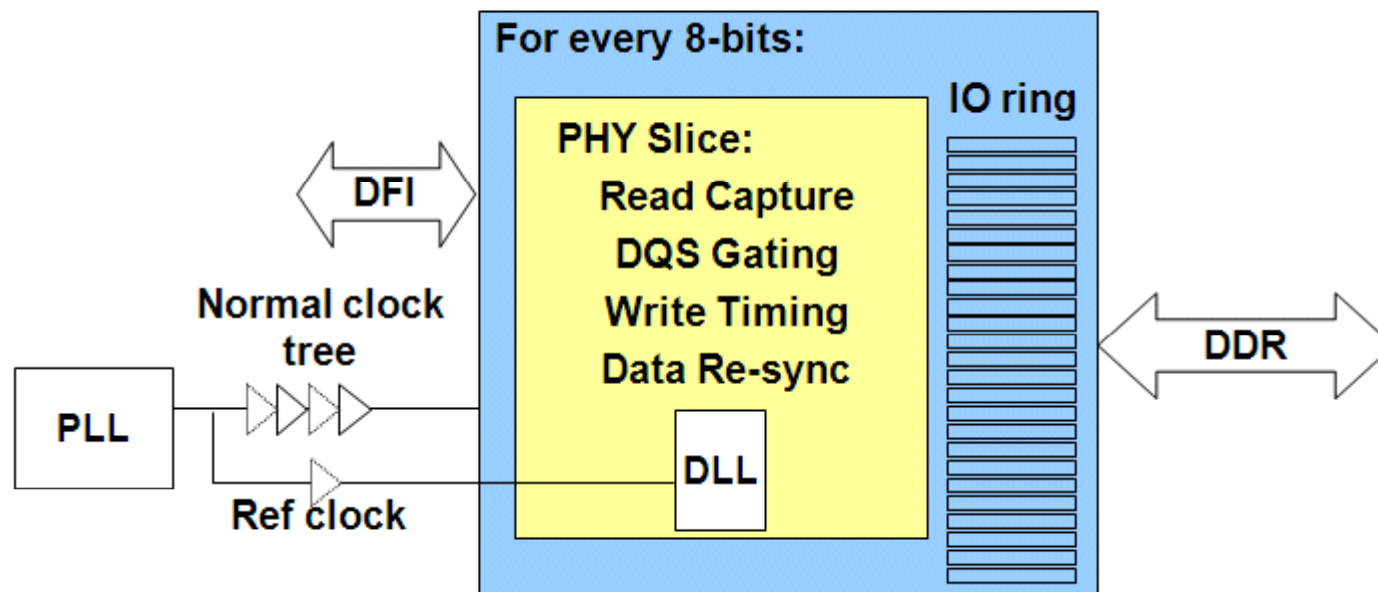 For every 8-bits:
IO ring
PHY Slice:
Read Capture
DQS Gating
Write Timing
Data Re-sync
DLL
DFI
Normal clock
tree
PLL
Ref clock
DDR